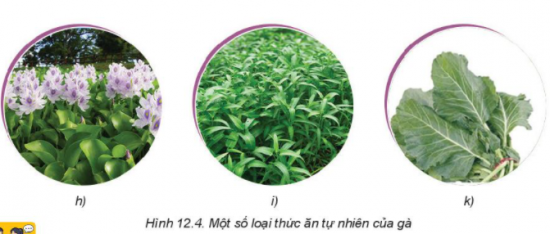 h) i) k)
Hình 12.4. Một số loại thức ăn tự nhiên của gà